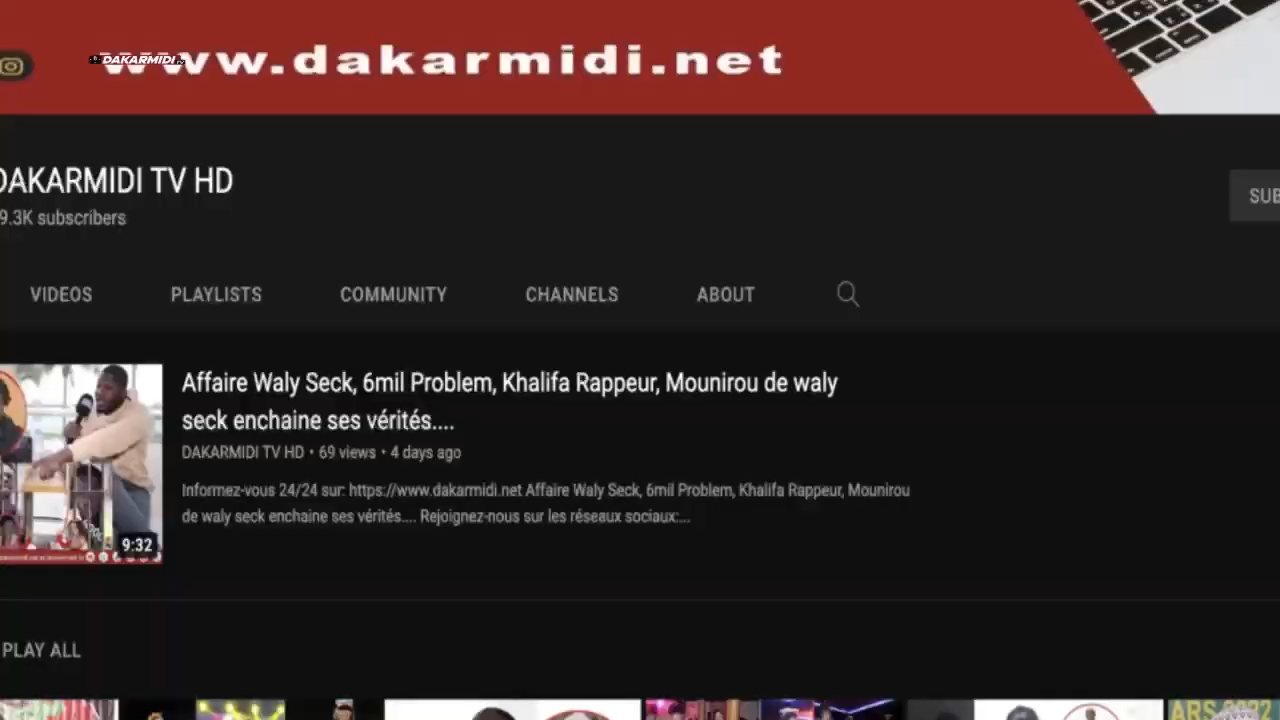 www.dakarmidi.net
DAKARMIDI
DAKARMIDI TV HD
9.3K subscribers
SUB
VIDEOS
PLAYLISTS
COMMUNITY
CHANNELS
ABOUT
Affaire Waly Seck, 6mil Problem, Khalifa Rappeur, Mounirou de waly
seck enchaine ses vérités....
DAKARMIDI TV HD • 69 views • 4 days ago
Informez-vous 24/24 sur: https://www.dakarmidi.net Affaire Waly Seck, 6mil Problem, Khalifa Rappeur, Mounirou
de waly seck enchaine ses vérités.... Rejoignez-nous sur les réseaux sociaux:...
9:32
PLAY ALL